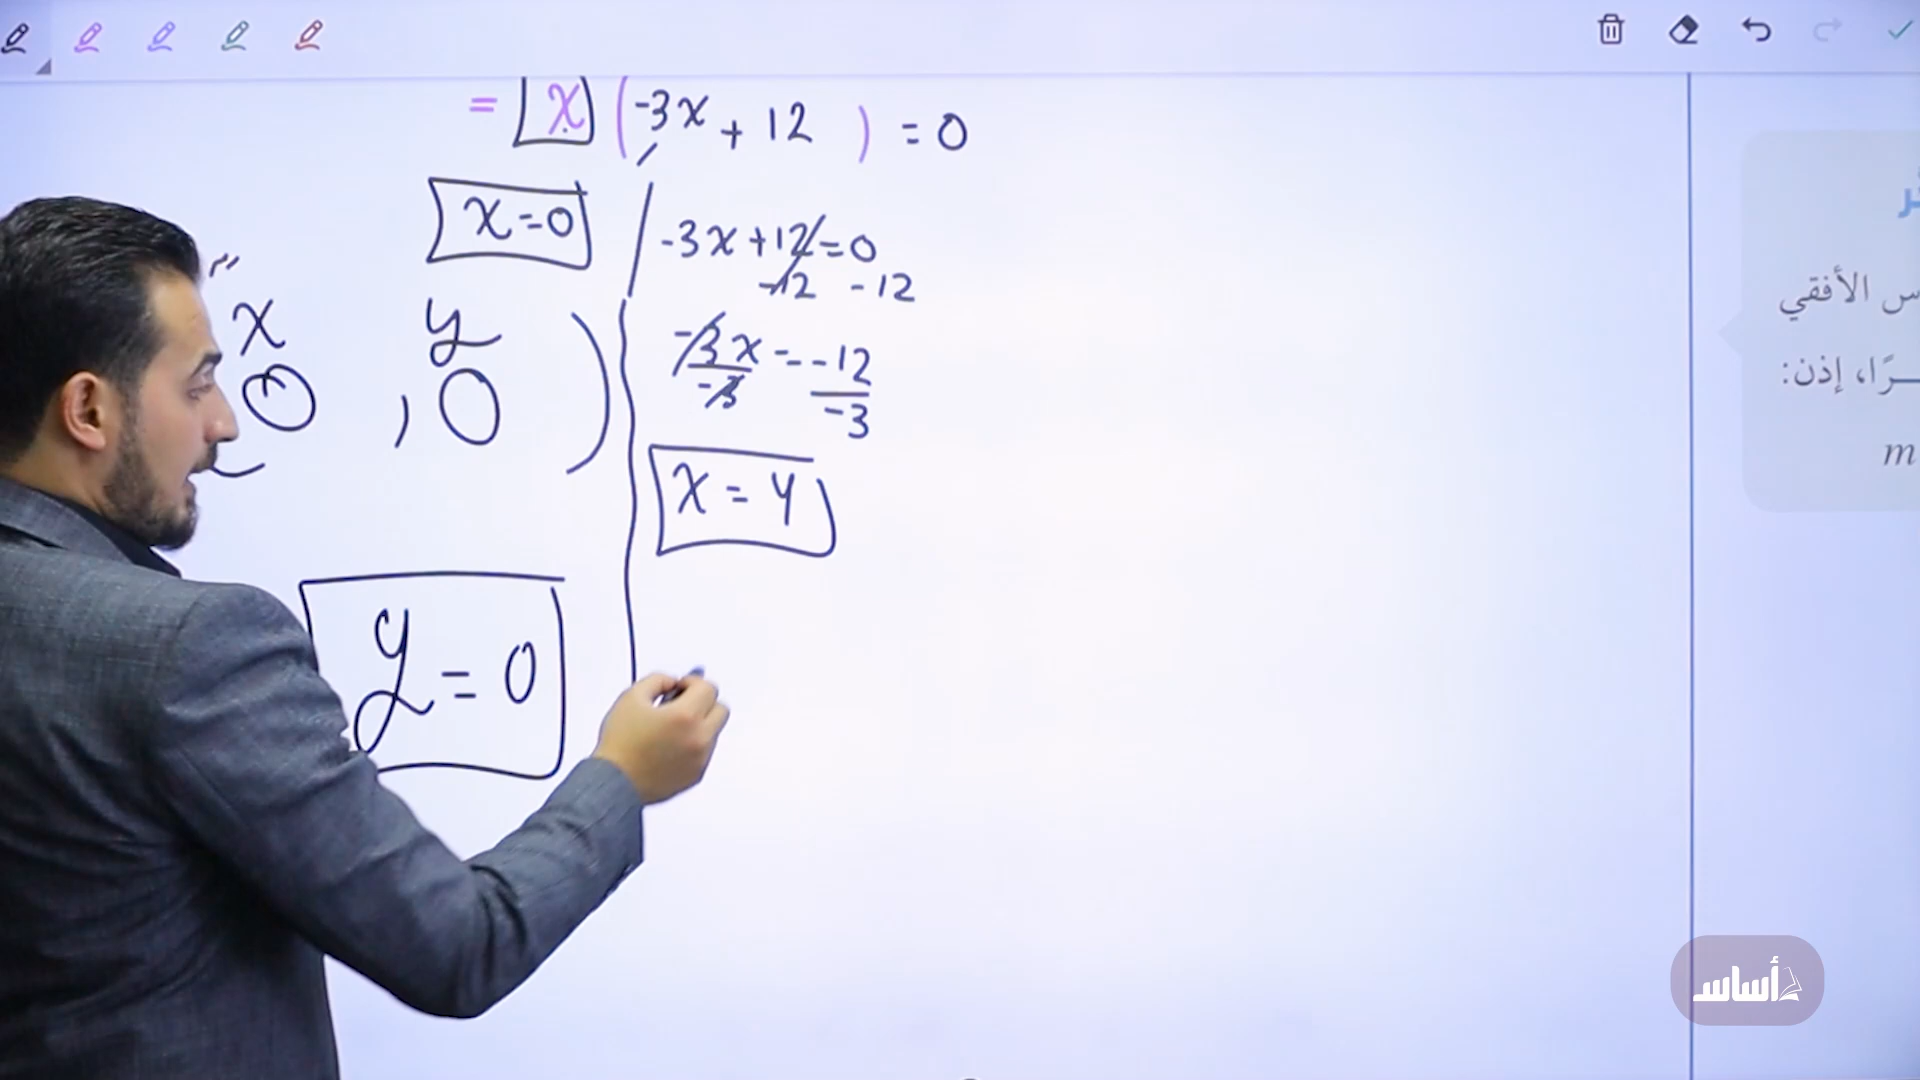 = x (-3x + 12) = 0
x=0
-3x+12=0
-12 -12
x y
-3x = -12
-3 -3
0 , 0 )
x = 4
y = 0
س الأفقي
ـرًا، إذن:
m
أساس